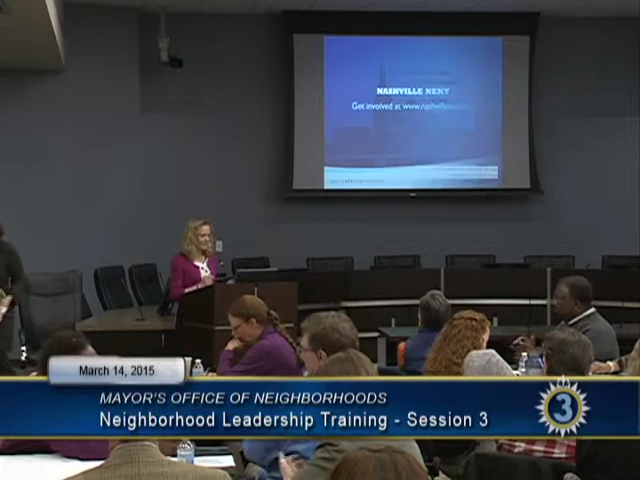 NASHVILLE NEXT
Get involved at
March 14, 2015
MAYOR'S OFFICE OF NEIGHBORHOODS
Neighborhood Leadership Training - Session 3
3